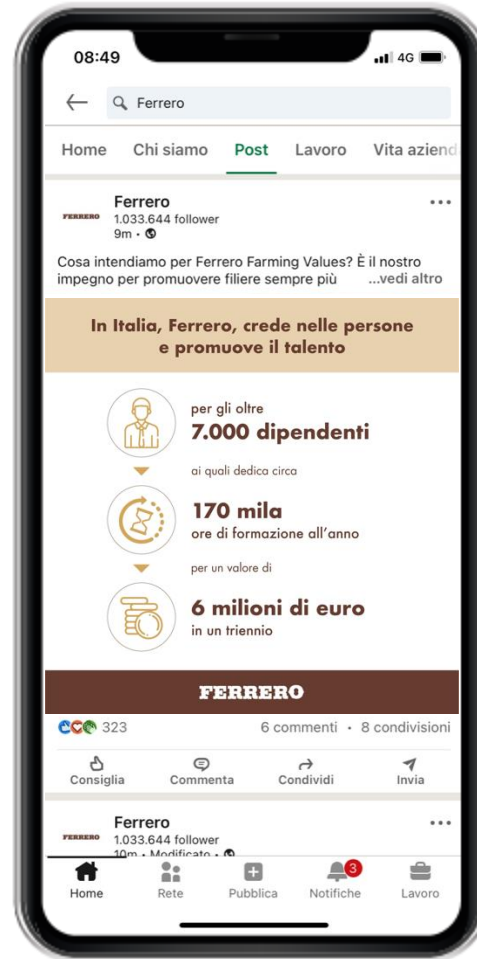 08:49
4G
Ferrero
Home Chi siamo Post Lavoro Vita aziend
FERRERO
Ferrero
1.033.644 follower
9m •
Cosa intendiamo per Ferrero Farming Values? È il nostro
impegno per promuovere filiere sempre più ...vedi altro
In Italia, Ferrero, crede nelle persone
e promuove il talento
per gli oltre
7.000 dipendenti
ai quali dedica circa
170 mila
ore di formazione all'anno
per un valore di
6 milioni di euro
in un triennio
FERRERO
323 6 commenti • 8 condivisioni
Consiglia Commenta Condividi Invia
FERRERO
Ferrero
1.033.644 follower
10m • Modificato •
3
Home Rete Pubblica Notifiche Lavoro